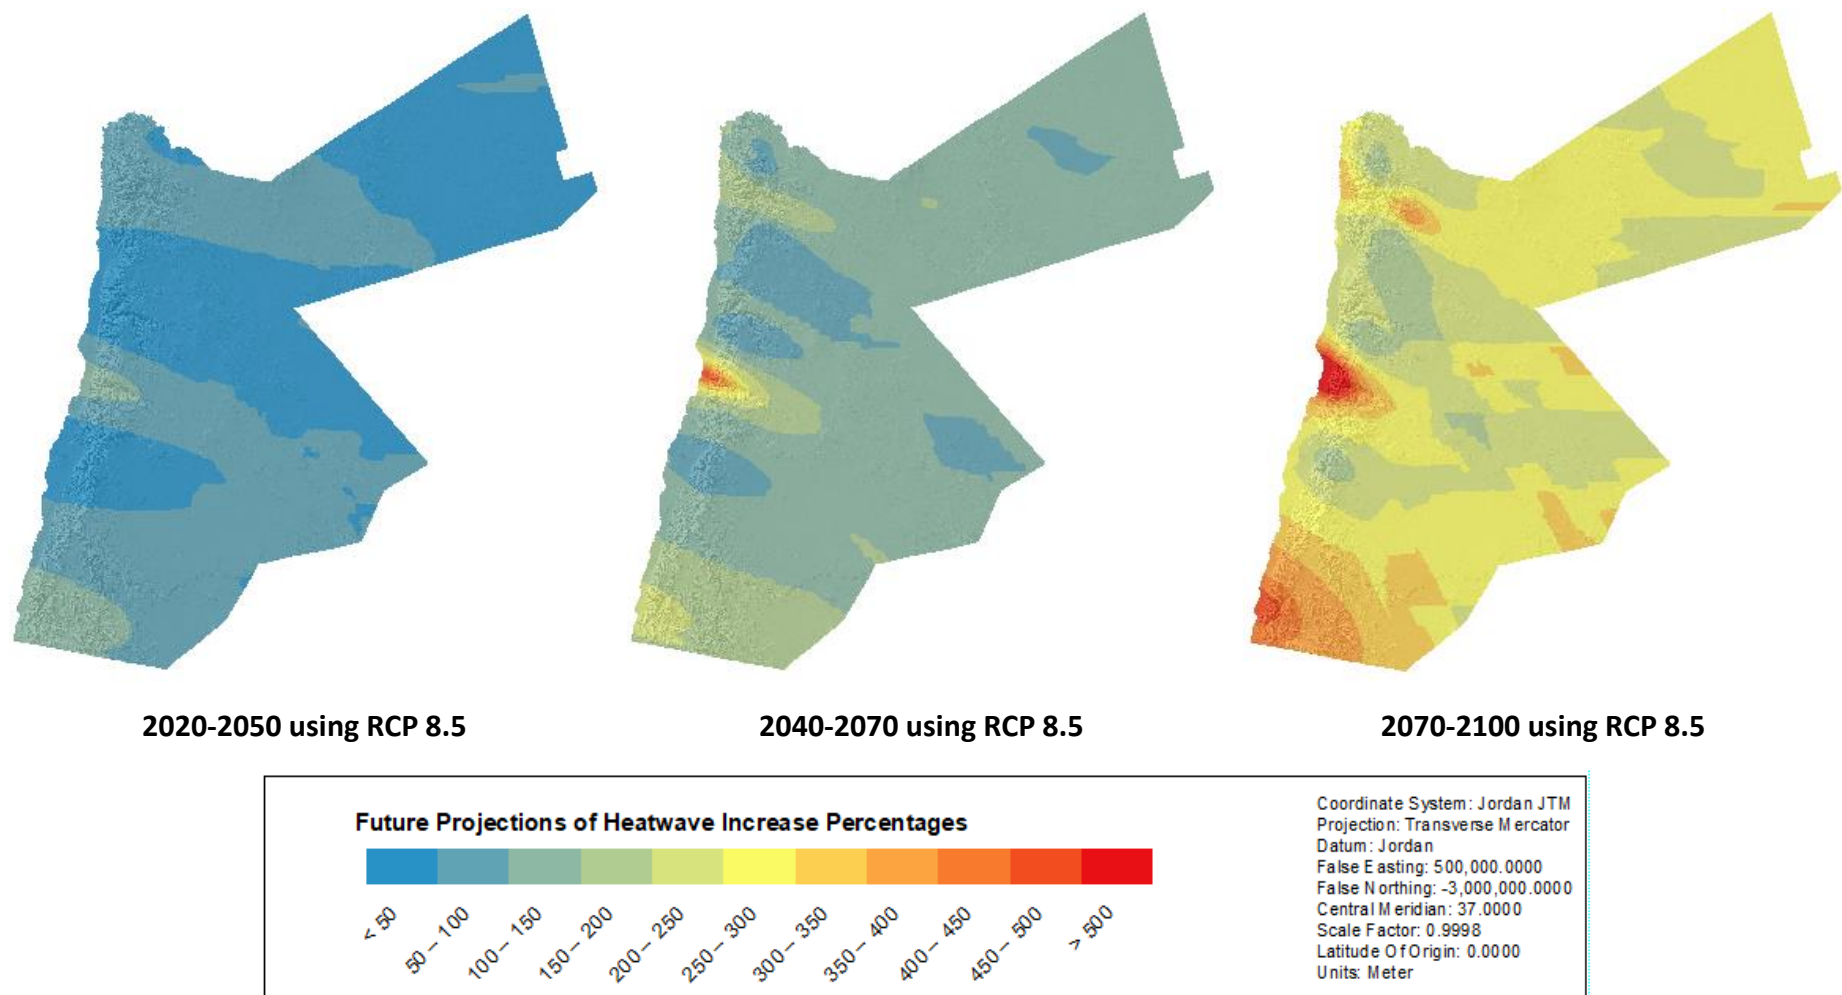 2020-2050 using RCP 8.5
2040-2070 using RCP 8.5
2070-2100 using RCP 8.5
Future Projections of Heatwave Increase Percentages
< 50
50 – 100
100 – 150
150 – 200
200 – 250
250 – 300
300 – 350
350 – 400
400 – 450
450 – 500
> 500
Coordinate System: Jordan JTM
Projection: Transverse Mercator
Datum: Jordan
False Easting: 500,000.0000
False Northing: -3,000,000.0000
Central Meridian: 37.0000
Scale Factor: 0.9998
Latitude Of Origin: 0.0000
Units: Meter